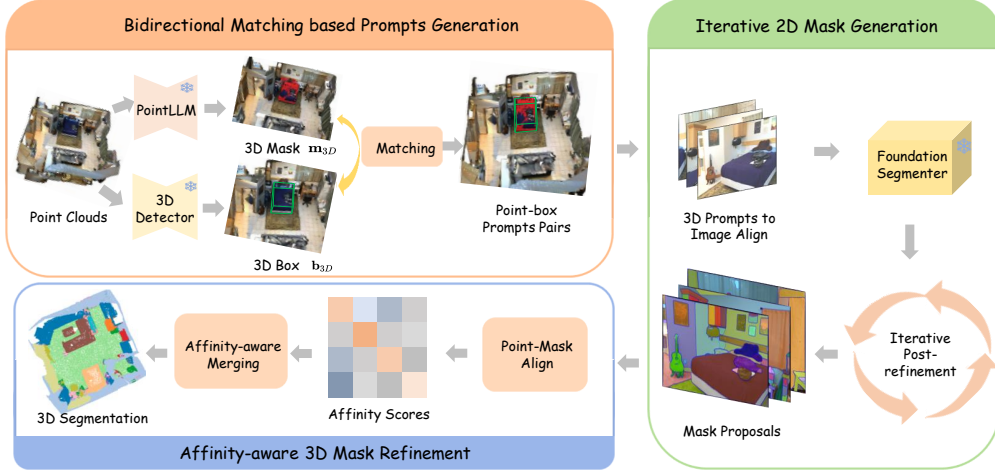 Bidirectional Matching based Prompts Generation
Iterative 2D Mask Generation
PointLLM
3D Mask m3D
Matching
Point Clouds
3D
Detector
3D Box b3D
Point-box
Prompts Pairs
3D Prompts to
Image Align
Foundation
Segmenter
Iterative
Post-
refinement
Mask Proposals
Point-Mask
Align
Affinity Scores
Affinity-aware
Merging
3D Segmentation
Affinity-aware 3D Mask Refinement